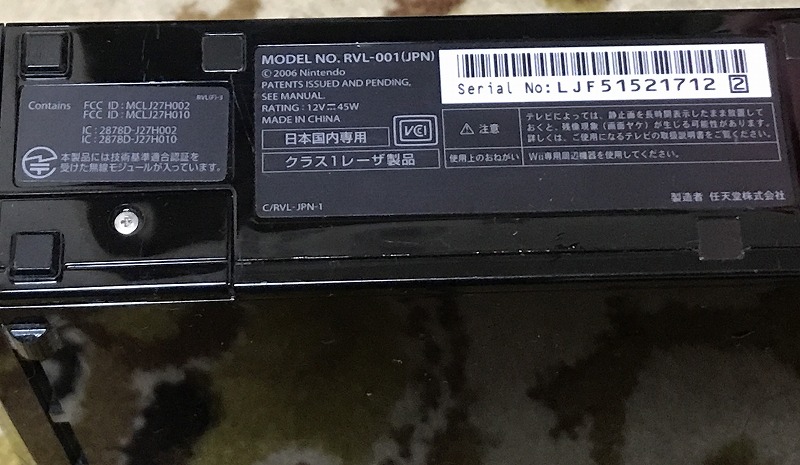 Contains FCC ID : MCLJ27H002
FCC ID : MCLJ27H010
IC : 2878D-J27H002
IC : 2878D-J27H010
本製品には技術基準適合認証を
受けた無線モジュールが入っています。
MODEL NO. RVL-001(JPN)
© 2006 Nintendo
PATENTS ISSUED AND PENDING,
SEE MANUAL.
RATING : 12V⎓45W
MADE IN CHINA
日本国内専用
VCI
クラス1レーザ製品
C/RVL-JPN-1
Serial No:LJF51521712 2
⚠ 注意
テレビによっては、静止画を長時間表示したまま放置して
おくと、残像現象（画面ヤケ）が生じる可能性があります。
詳しくは、ご使用になるテレビの取扱説明書をご覧ください。
使用上のおねがい Wii専用周辺機器を使用してください。
製造者 任天堂株式会社